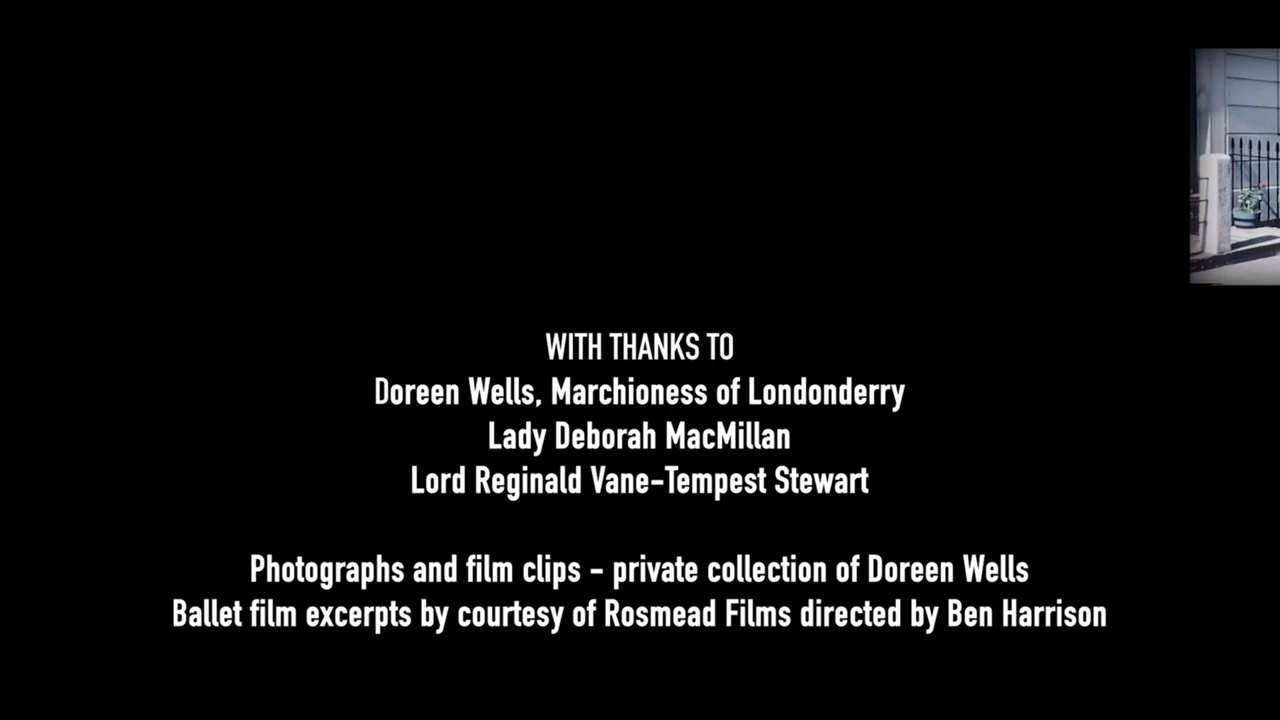 WITH THANKS TO
Doreen Wells, Marchioness of Londonderry
Lady Deborah MacMillan
Lord Reginald Vane-Tempest Stewart
Photographs and film clips - private collection of Doreen Wells
Ballet film excerpts by courtesy of Rosmead Films directed by Ben Harrison